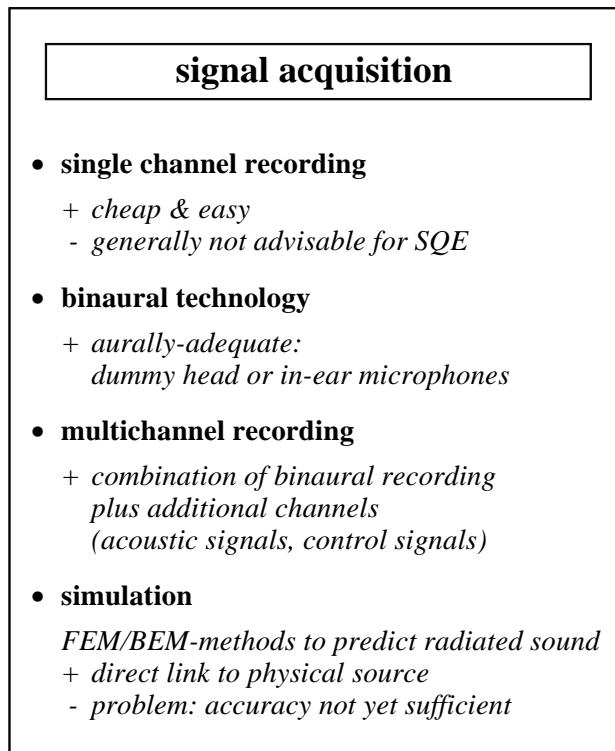 signal acquisition
• single channel recording
+ cheap & easy
- generally not advisable for SQE
• binaural technology
+ aurally-adequate:
dummy head or in-ear microphones
• multichannel recording
+ combination of binaural recording
plus additional channels
(acoustic signals, control signals)
• simulation
FEM/BEM-methods to predict radiated sound
+ direct link to physical source
- problem: accuracy not yet sufficient